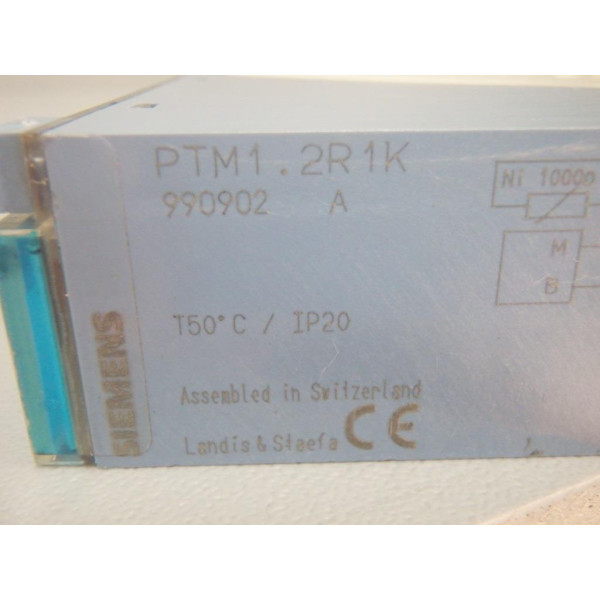 PTM1.2R1K
990902 A
Ni 1000Ω
M
B
T50°C / IP20
SIEMENS
Assembled in Switzerland
Landis & Staefa CE